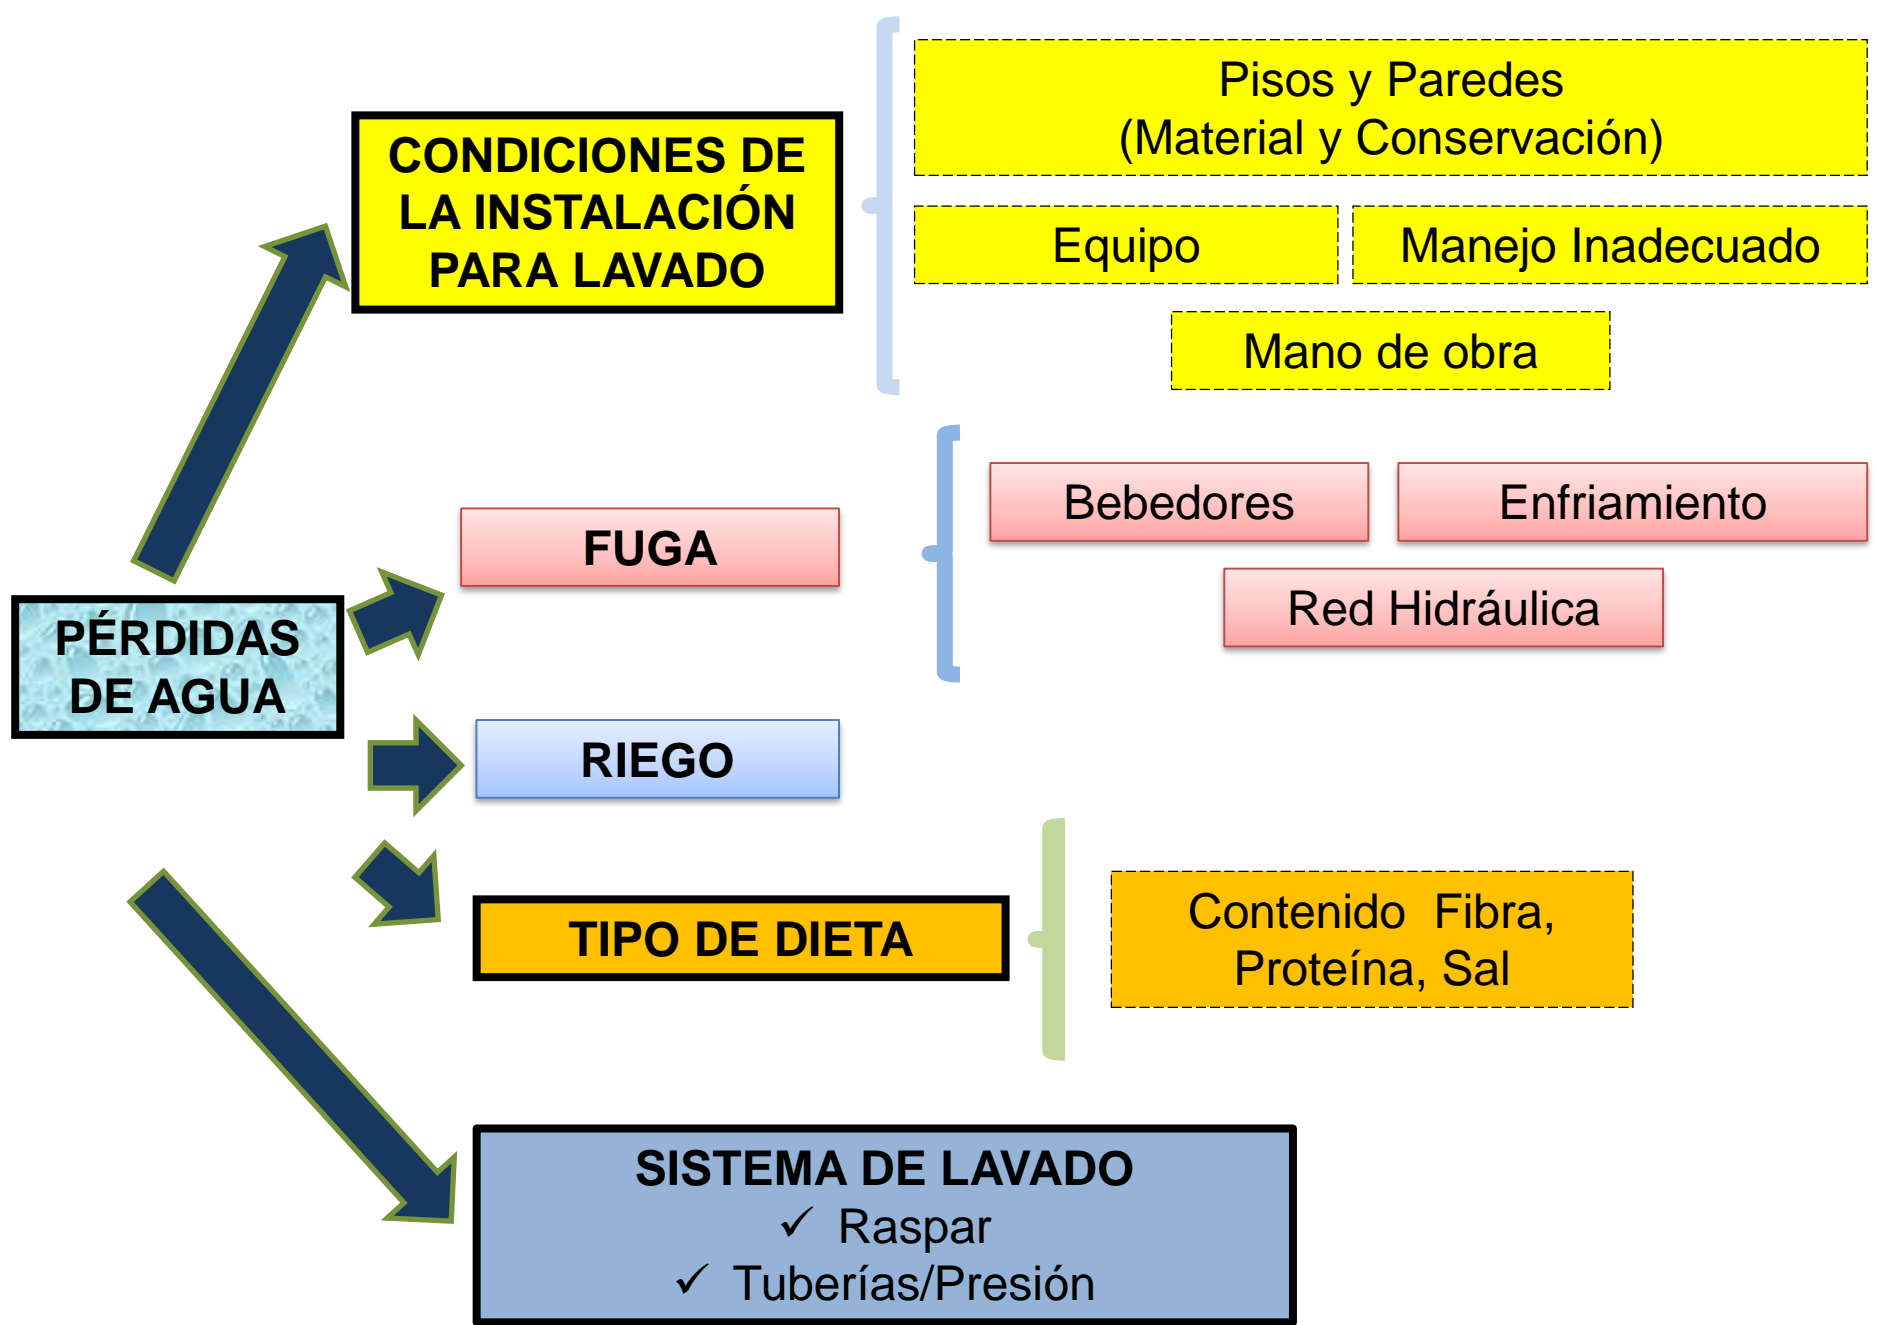 PÉRDIDAS
DE AGUA
CONDICIONES DE
LA INSTALACIÓN
PARA LAVADO
Pisos y Paredes
(Material y Conservación)
Equipo
Manejo Inadecuado
Mano de obra
FUGA
Bebedores
Enfriamiento
Red Hidráulica
RIEGO
TIPO DE DIETA
Contenido Fibra,
Proteína, Sal
SISTEMA DE LAVADO
✓ Raspar
✓ Tuberías/Presión